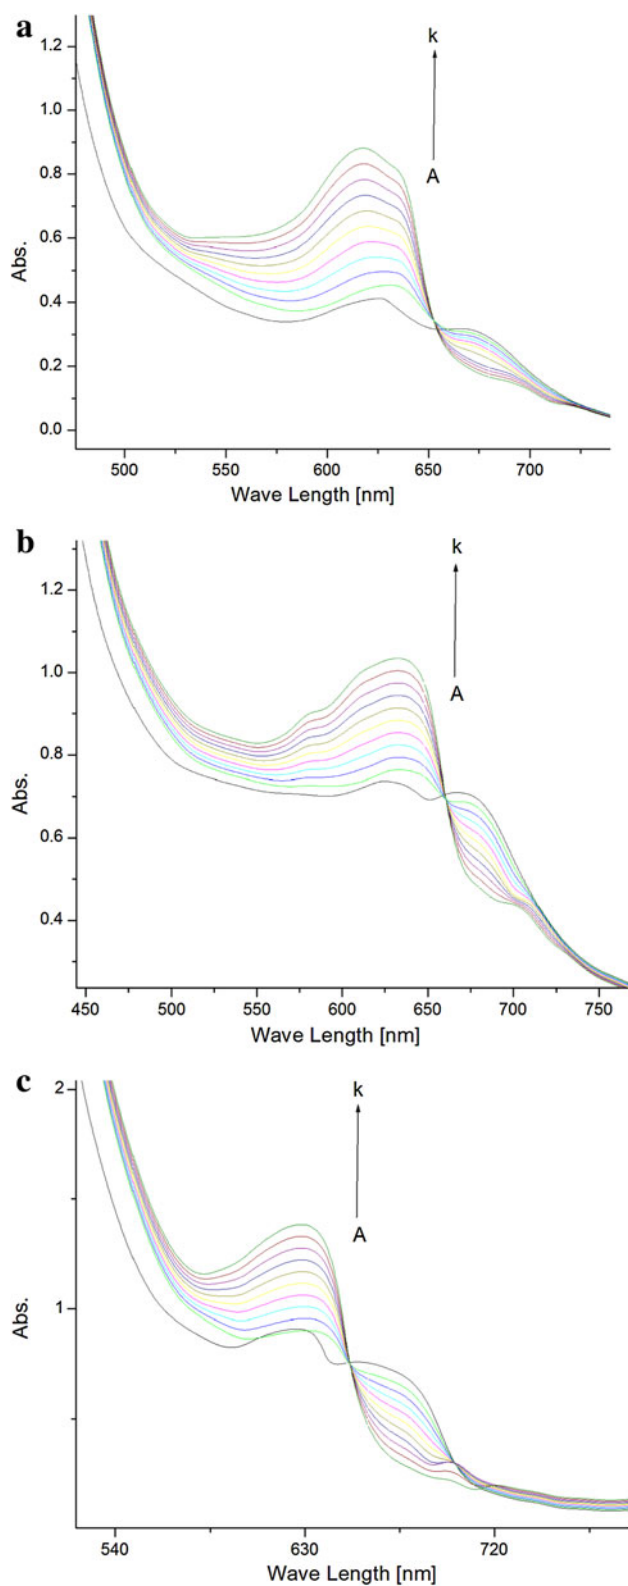 a
k
A
1.2
1.0
0.8
0.6
0.4
0.2
0.0
Abs.
500 550 600 650 700
Wave Length [nm]
b
k
A
1.2
1.0
0.8
0.6
0.4
Abs.
450 500 550 600 650 700 750
Wave Length [nm]
c
k
A
2
1
Abs.
540 630 720
Wave Length [nm]